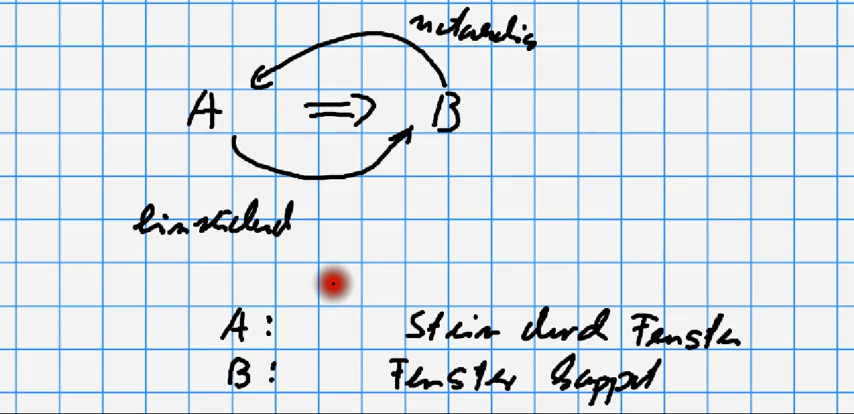 notwendig
A ⇒ B
hinreichend
A: Stein durch Fenster
B: Fenster kaputt